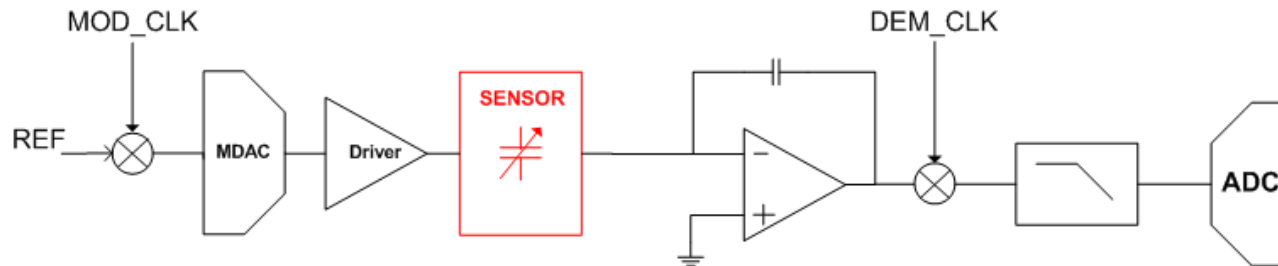 MOD_CLK
DEM_CLK
SENSOR
REF
MDAC
Driver
ADC